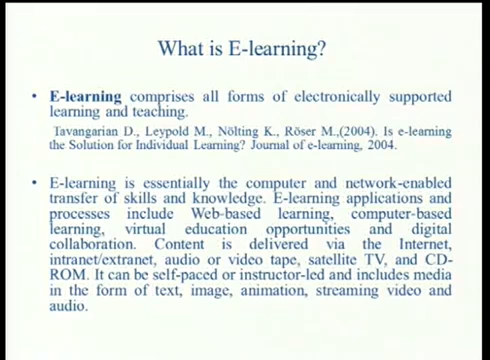 What is E-learning?
• E-learning comprises all forms of electronically supported
learning and teaching.
Tavangarian D., Leypold M., Nölting K., Röser M.,(2004). Is e-learning
the Solution for Individual Learning? Journal of e-learning, 2004.
• E-learning is essentially the computer and network-enabled
transfer of skills and knowledge. E-learning applications and
processes include Web-based learning, computer-based
learning, virtual education opportunities and digital
collaboration. Content is delivered via the Internet,
intranet/extranet, audio or video tape, satellite TV, and CD-
ROM. It can be self-paced or instructor-led and includes media
in the form of text, image, animation, streaming video and
audio.